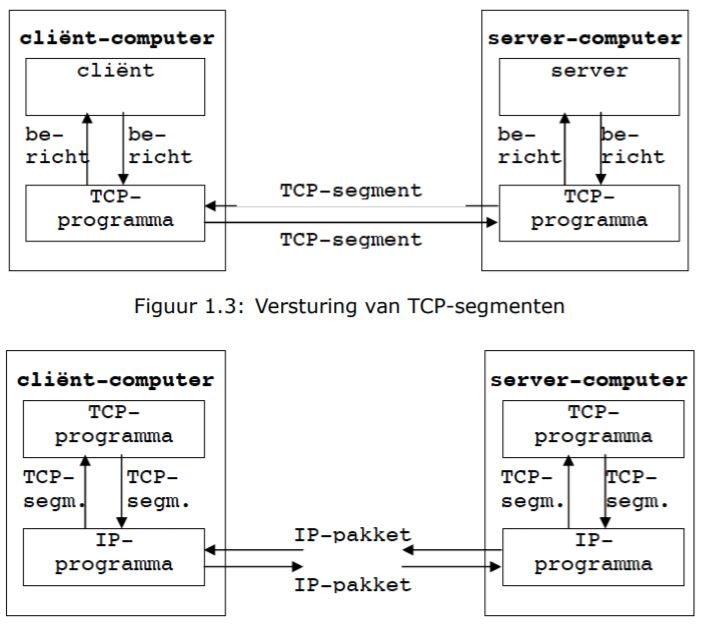 cliënt-computer
server-computer
cliënt
server
be-
richt
be-
richt
be-
richt
be-
richt
TCP-
programma
TCP-segment
TCP-segment
TCP-
programma
Figuur 1.3: Versturing van TCP-segmenten
cliënt-computer
server-computer
TCP-
programma
TCP-
programma
TCP-
segm.
TCP-
segm.
TCP-
segm.
TCP-
segm.
IP-
programma
IP-pakket
IP-pakket
IP-
programma